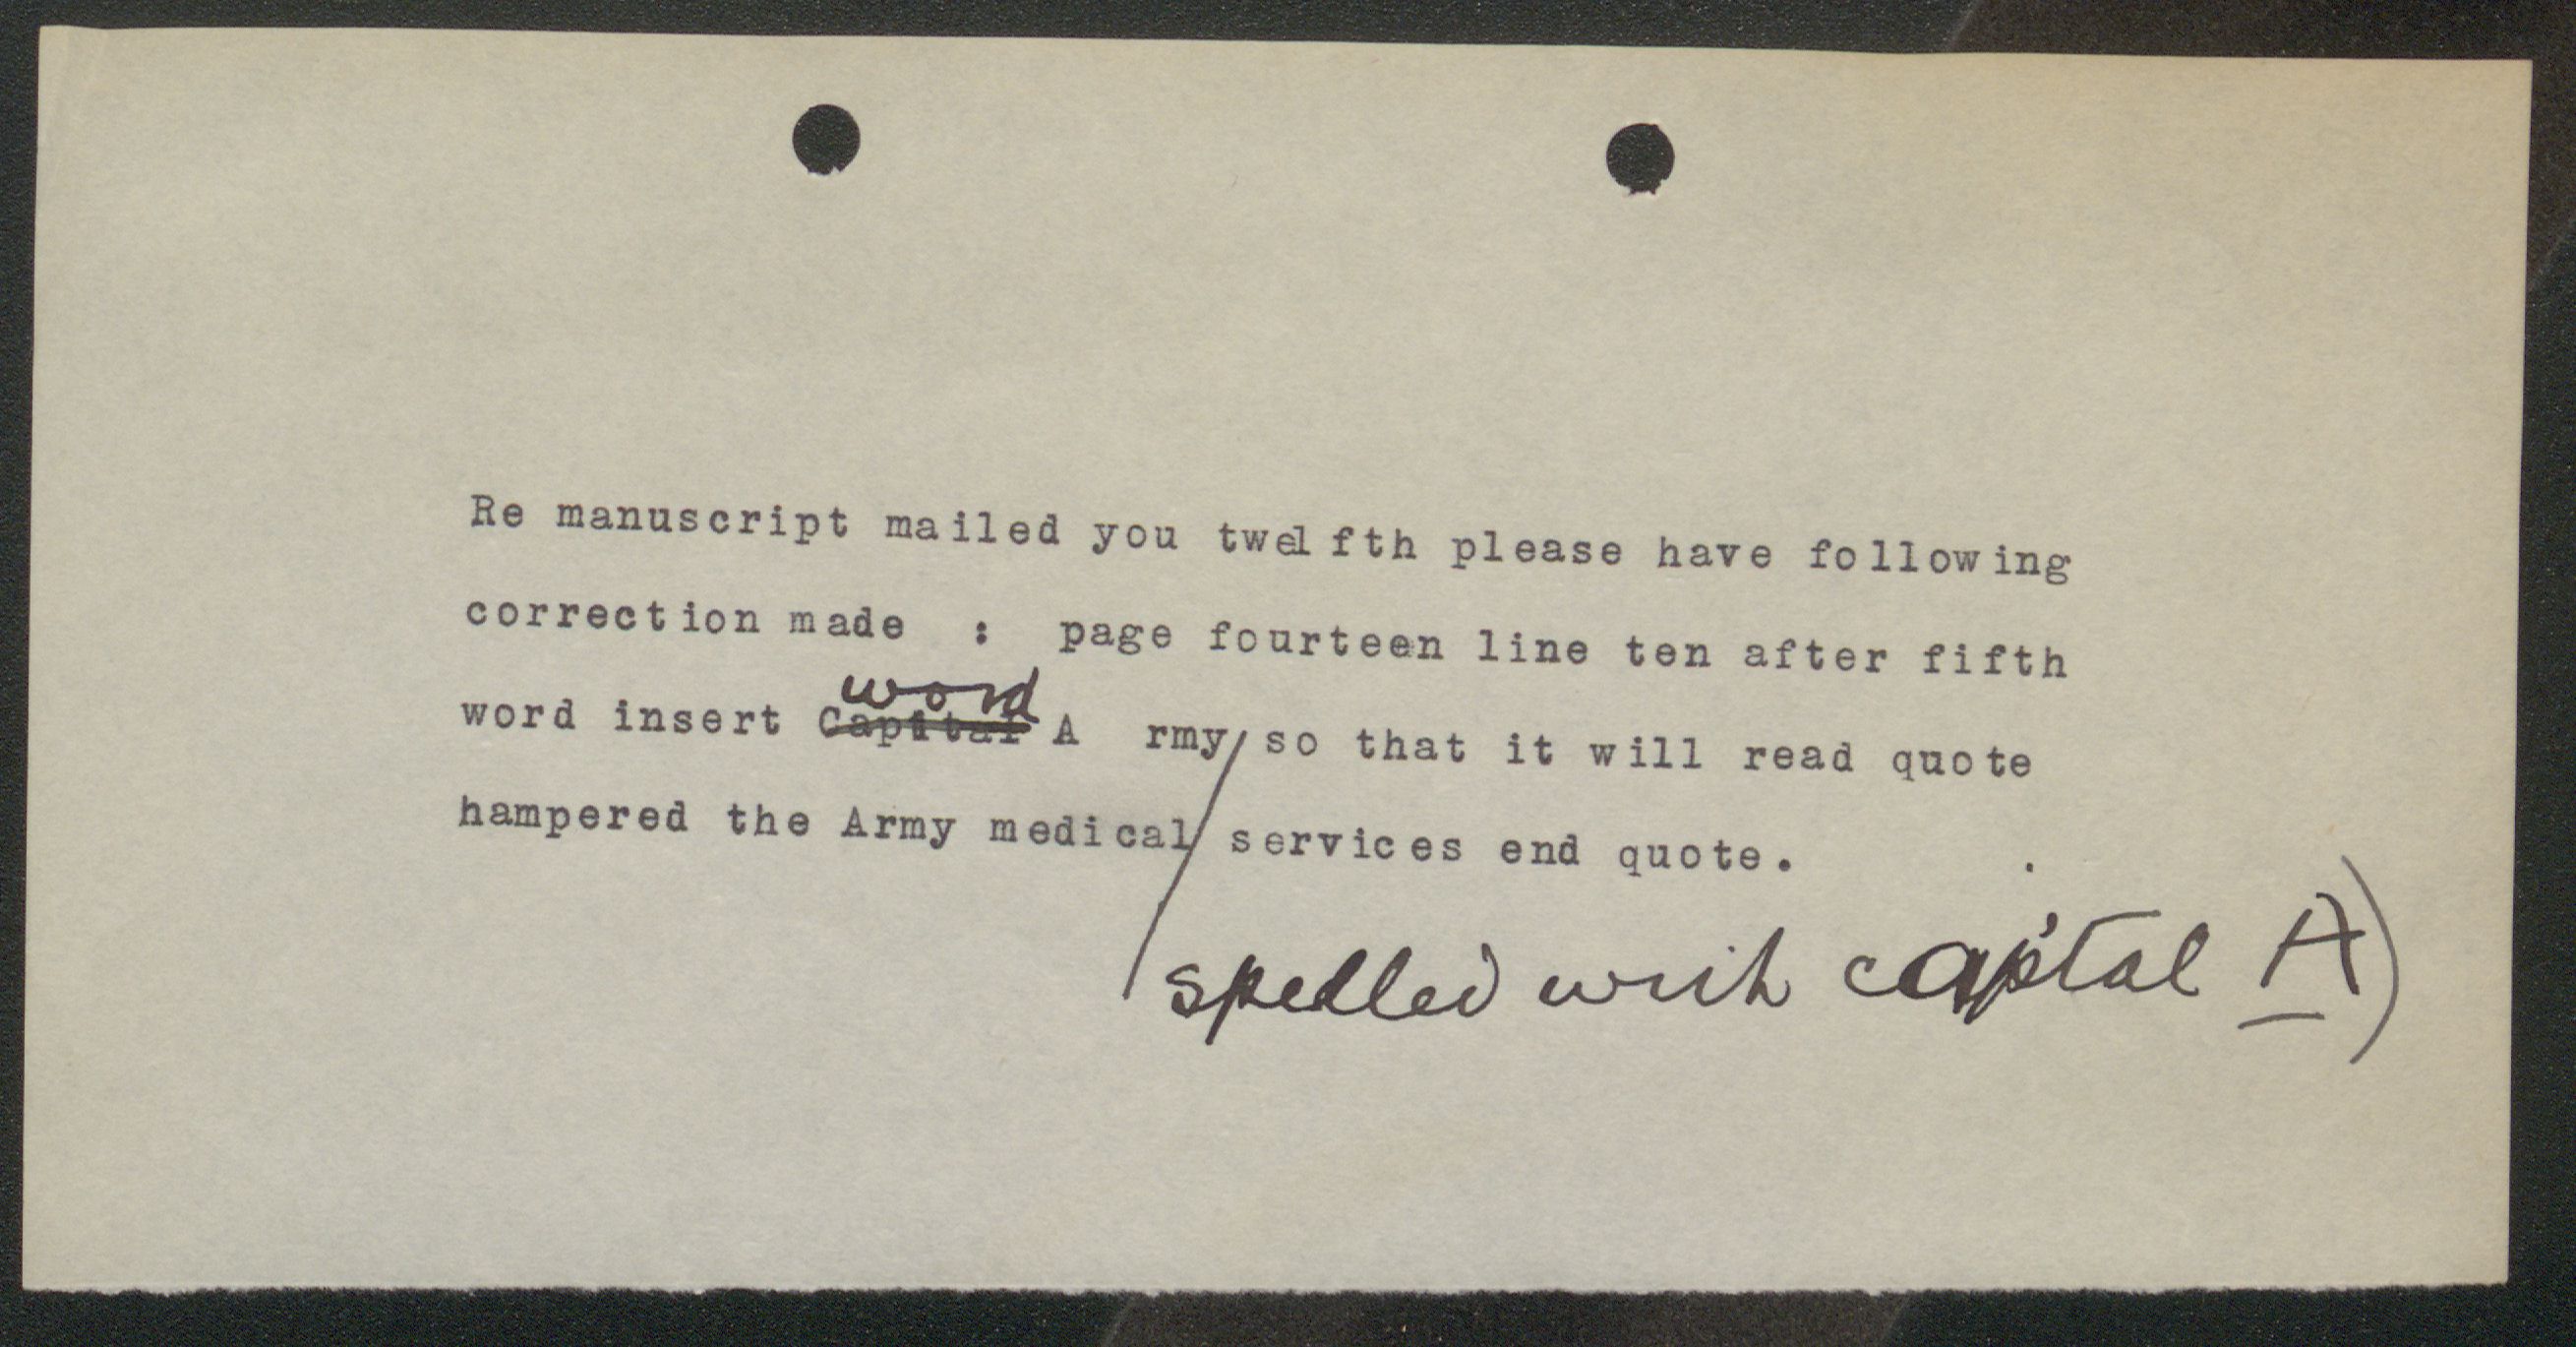 Re manuscript mailed you twelfth please have following
correction made : page fourteen line ten after fifth
word
word insert Capital A rmy so that it will read quote
hampered the Army medical services end quote.
spelled with capital A)